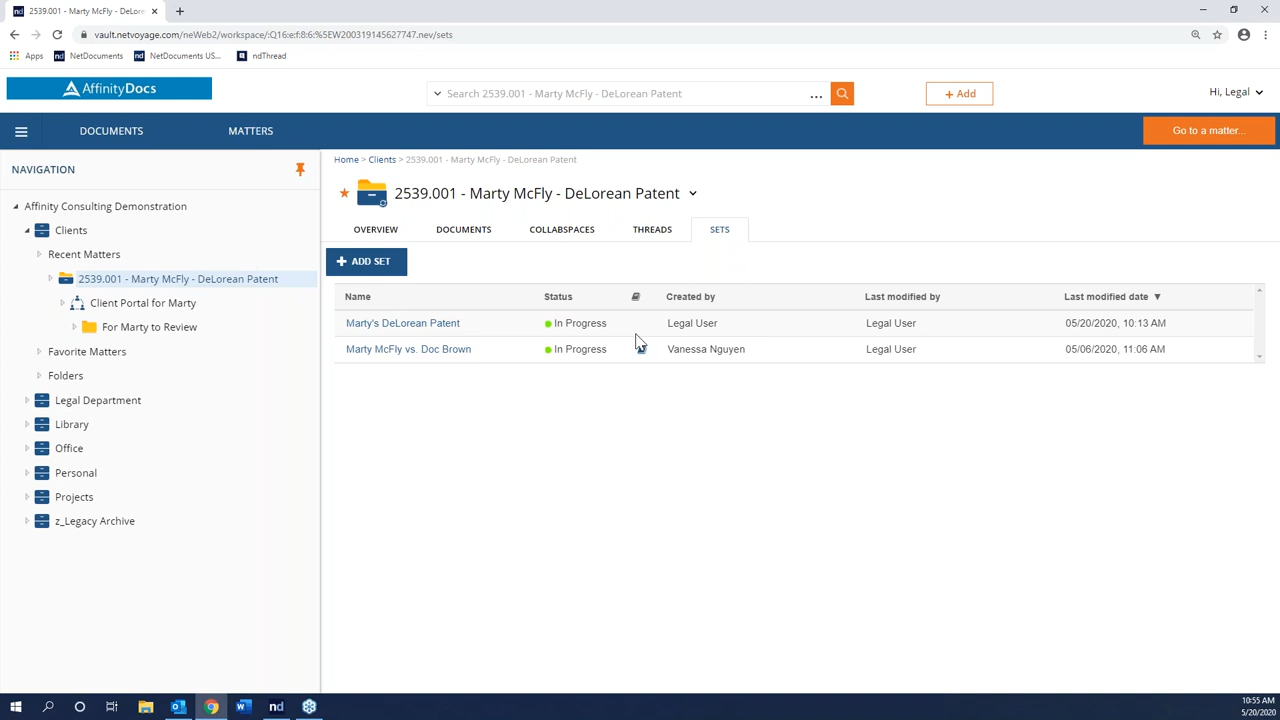 2539.001 - Marty McFly - DeLore
vault.netvoyage.com/neWeb2/workspace/:Q16:e:f:8:6:%5EW200319145627747.nev/sets
Apps
NetDocuments
NetDocuments US...
ndThread
AffinityDocs
Search 2539.001 - Marty McFly - DeLorean Patent
...
+ Add
Hi, Legal
DOCUMENTS
MATTERS
Go to a matter...
NAVIGATION
Affinity Consulting Demonstration
Clients
Recent Matters
2539.001 - Marty McFly - DeLorean Patent
Client Portal for Marty
For Marty to Review
Favorite Matters
Folders
Legal Department
Library
Office
Personal
Projects
z_Legacy Archive
Home > Clients > 2539.001 - Marty McFly - DeLorean Patent
2539.001 - Marty McFly - DeLorean Patent
OVERVIEW
DOCUMENTS
COLLABSPACES
THREADS
SETS
+ ADD SET
Name Status Created by Last modified by Last modified date ▼
Marty's DeLorean Patent In Progress Legal User Legal User 05/20/2020, 10:13 AM
Marty McFly vs. Doc Brown In Progress Vanessa Nguyen Legal User 05/06/2020, 11:06 AM
nd
10:55 AM
5/20/2020